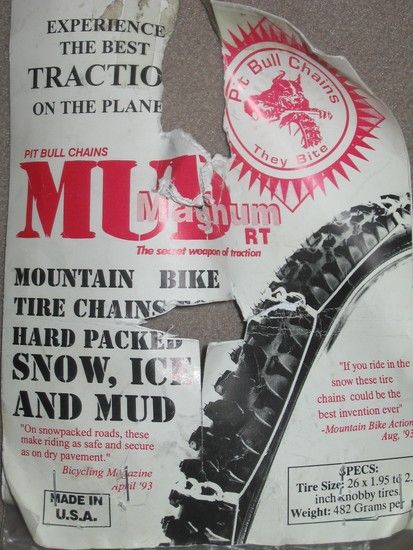 EXPERIENCE
THE BEST
TRACTIO
ON THE PLANE
Pit Bull Chains
They Bite
PIT BULL CHAINS
MUD
Magnum
RT
The secret weapon of traction
MOUNTAIN BIKE
TIRE CHAINS
HARD PACKED
SNOW, ICE
AND MUD
"On snowpacked roads, these
make riding as safe and secure
as on dry pavement."
Bicycling Magazine
April '93
MADE IN
U.S.A.
"If you ride in the
snow these tire
chains could be the
best invention ever"
-Mountain Bike Action
Aug, '93
SPECS:
Tire Size: 26 x 1.95 to 2.
inch knobby tires
Weight: 482 Grams per